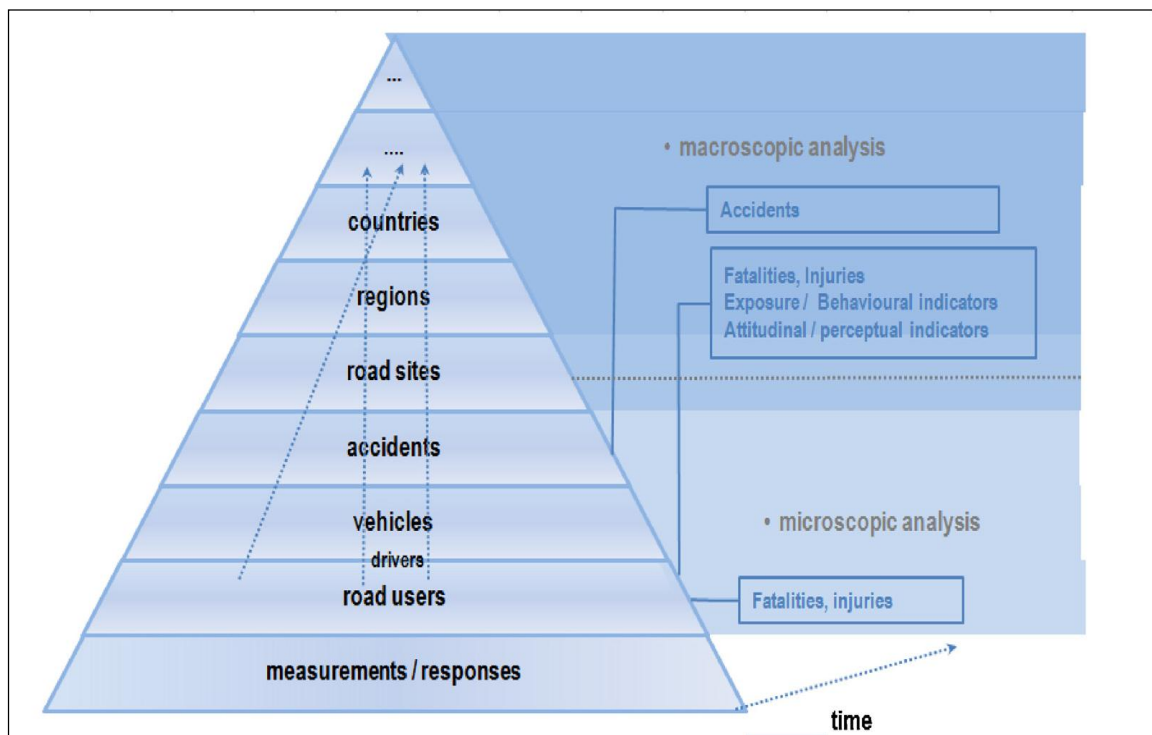 ...
....
• macroscopic analysis
Accidents
countries
Fatalities, Injuries
Exposure / Behavioural indicators
Attitudinal / perceptual indicators
regions
road sites
accidents
vehicles
• microscopic analysis
drivers
road users
Fatalities, injuries
measurements / responses
time